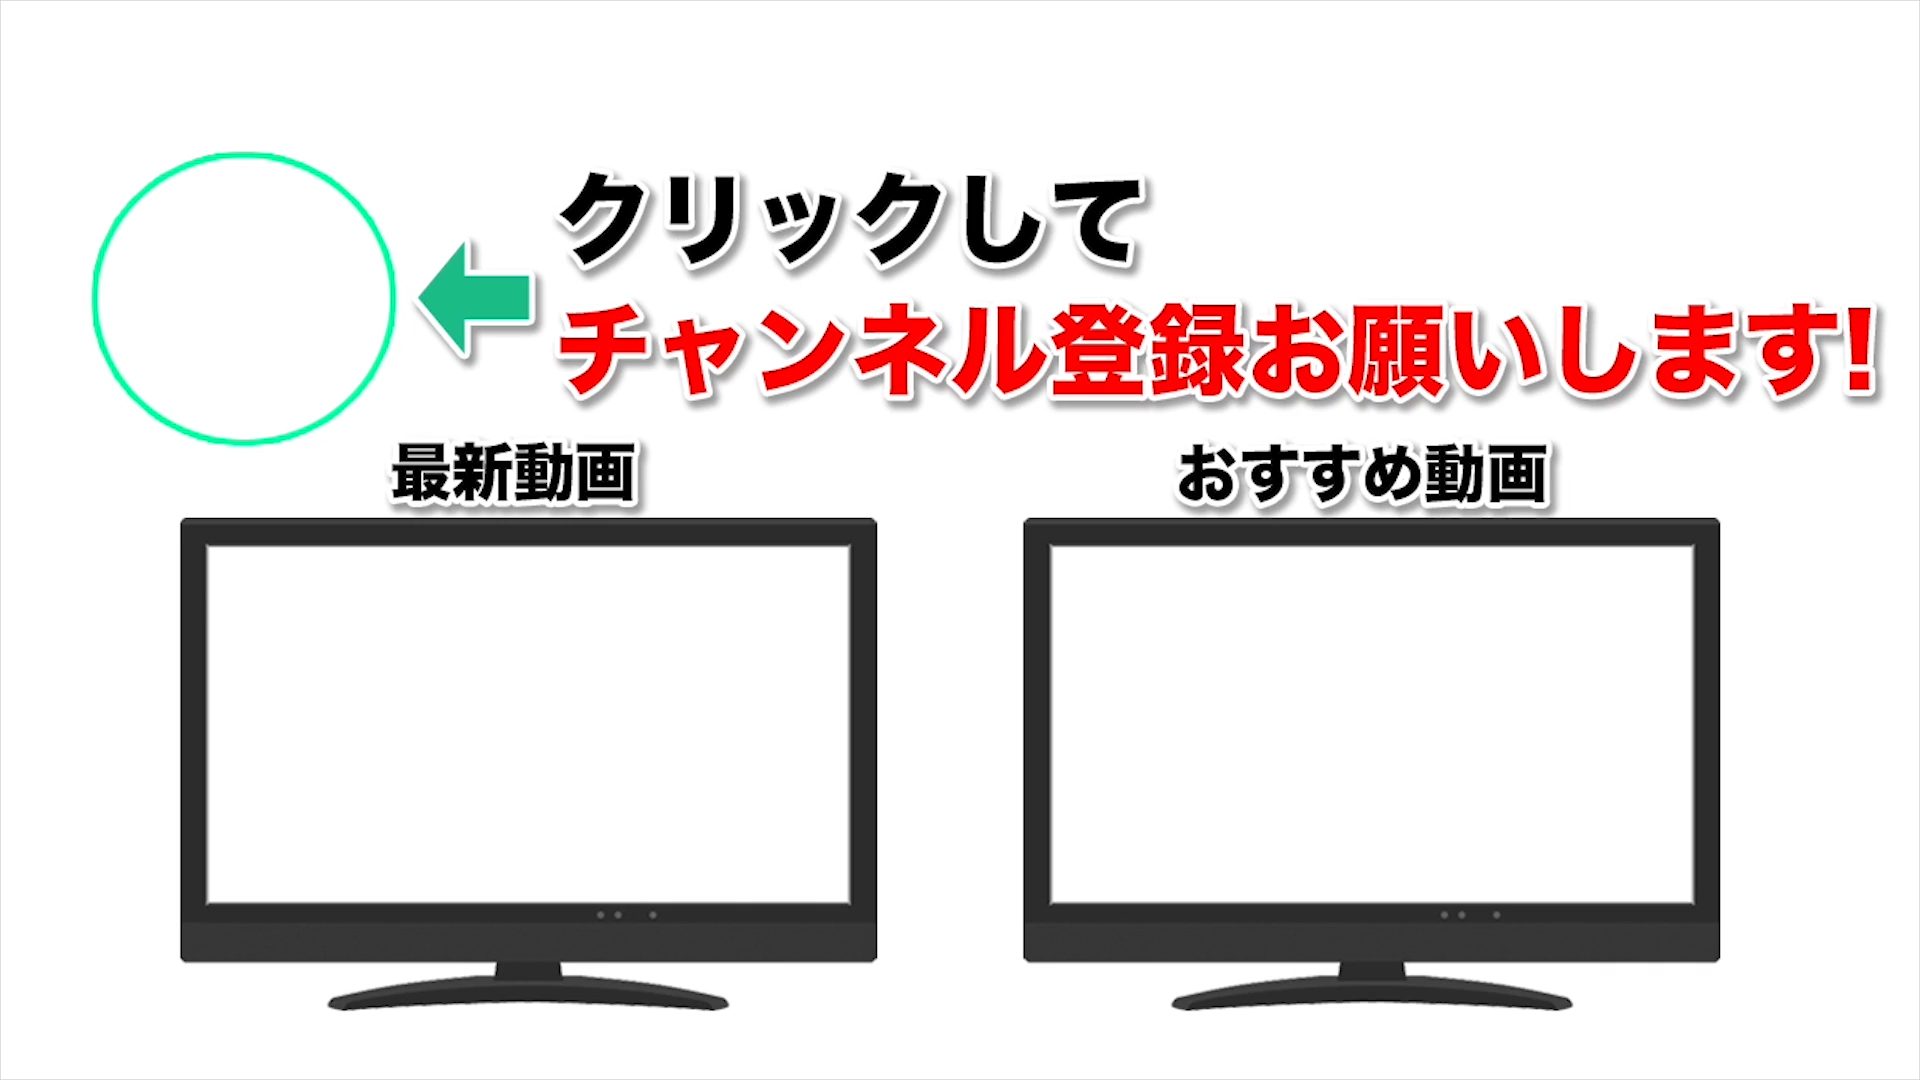 クリックして
チャンネル登録お願いします!
最新動画
おすすめ動画